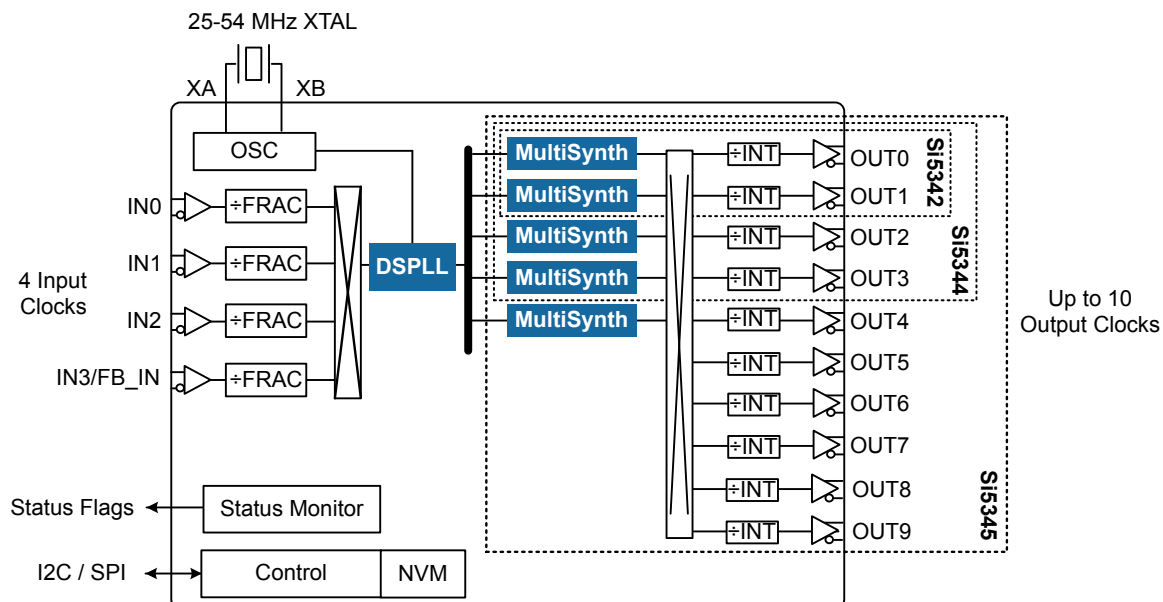 25-54 MHz XTAL
XA
XB
OSC
IN0
÷FRAC
IN1
÷FRAC
4 Input
Clocks
IN2
÷FRAC
IN3/FB_IN
÷FRAC
DSPLL
MultiSynth
÷INT
OUT0
MultiSynth
÷INT
OUT1
Si5342
MultiSynth
÷INT
OUT2
MultiSynth
÷INT
OUT3
Si5344
MultiSynth
÷INT
OUT4
÷INT
OUT5
÷INT
OUT6
÷INT
OUT7
÷INT
OUT8
÷INT
OUT9
Si5345
Up to 10
Output Clocks
Status Flags
Status Monitor
I2C / SPI
Control
NVM